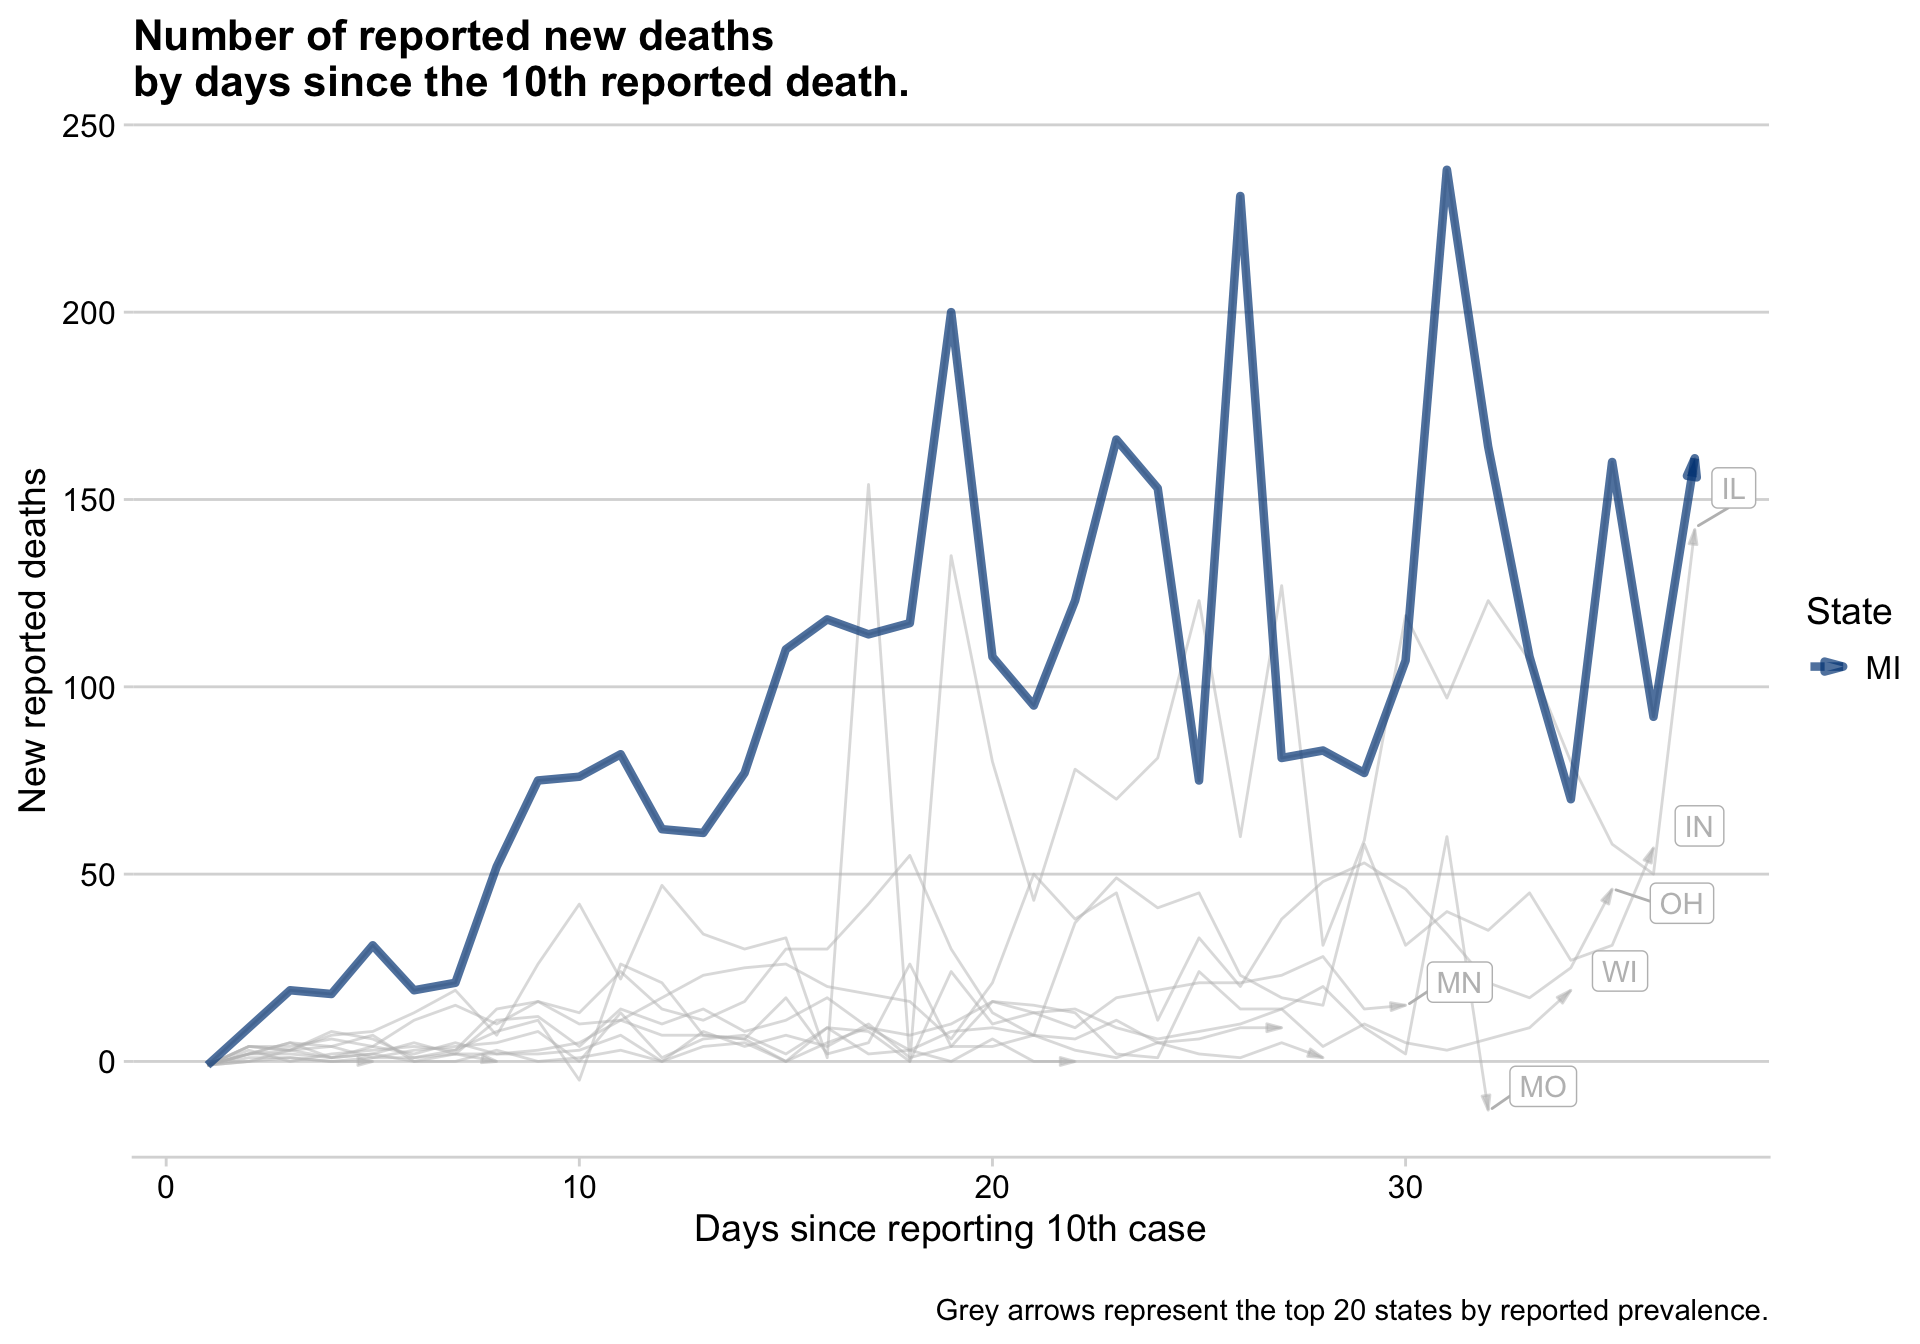 Number of reported new deaths
by days since the 10th reported death.
250
200
150
100
50
0
New reported deaths
IL
IN
OH
WI
MN
MO
State
MI
0 10 20 30
Days since reporting 10th case
Grey arrows represent the top 20 states by reported prevalence.